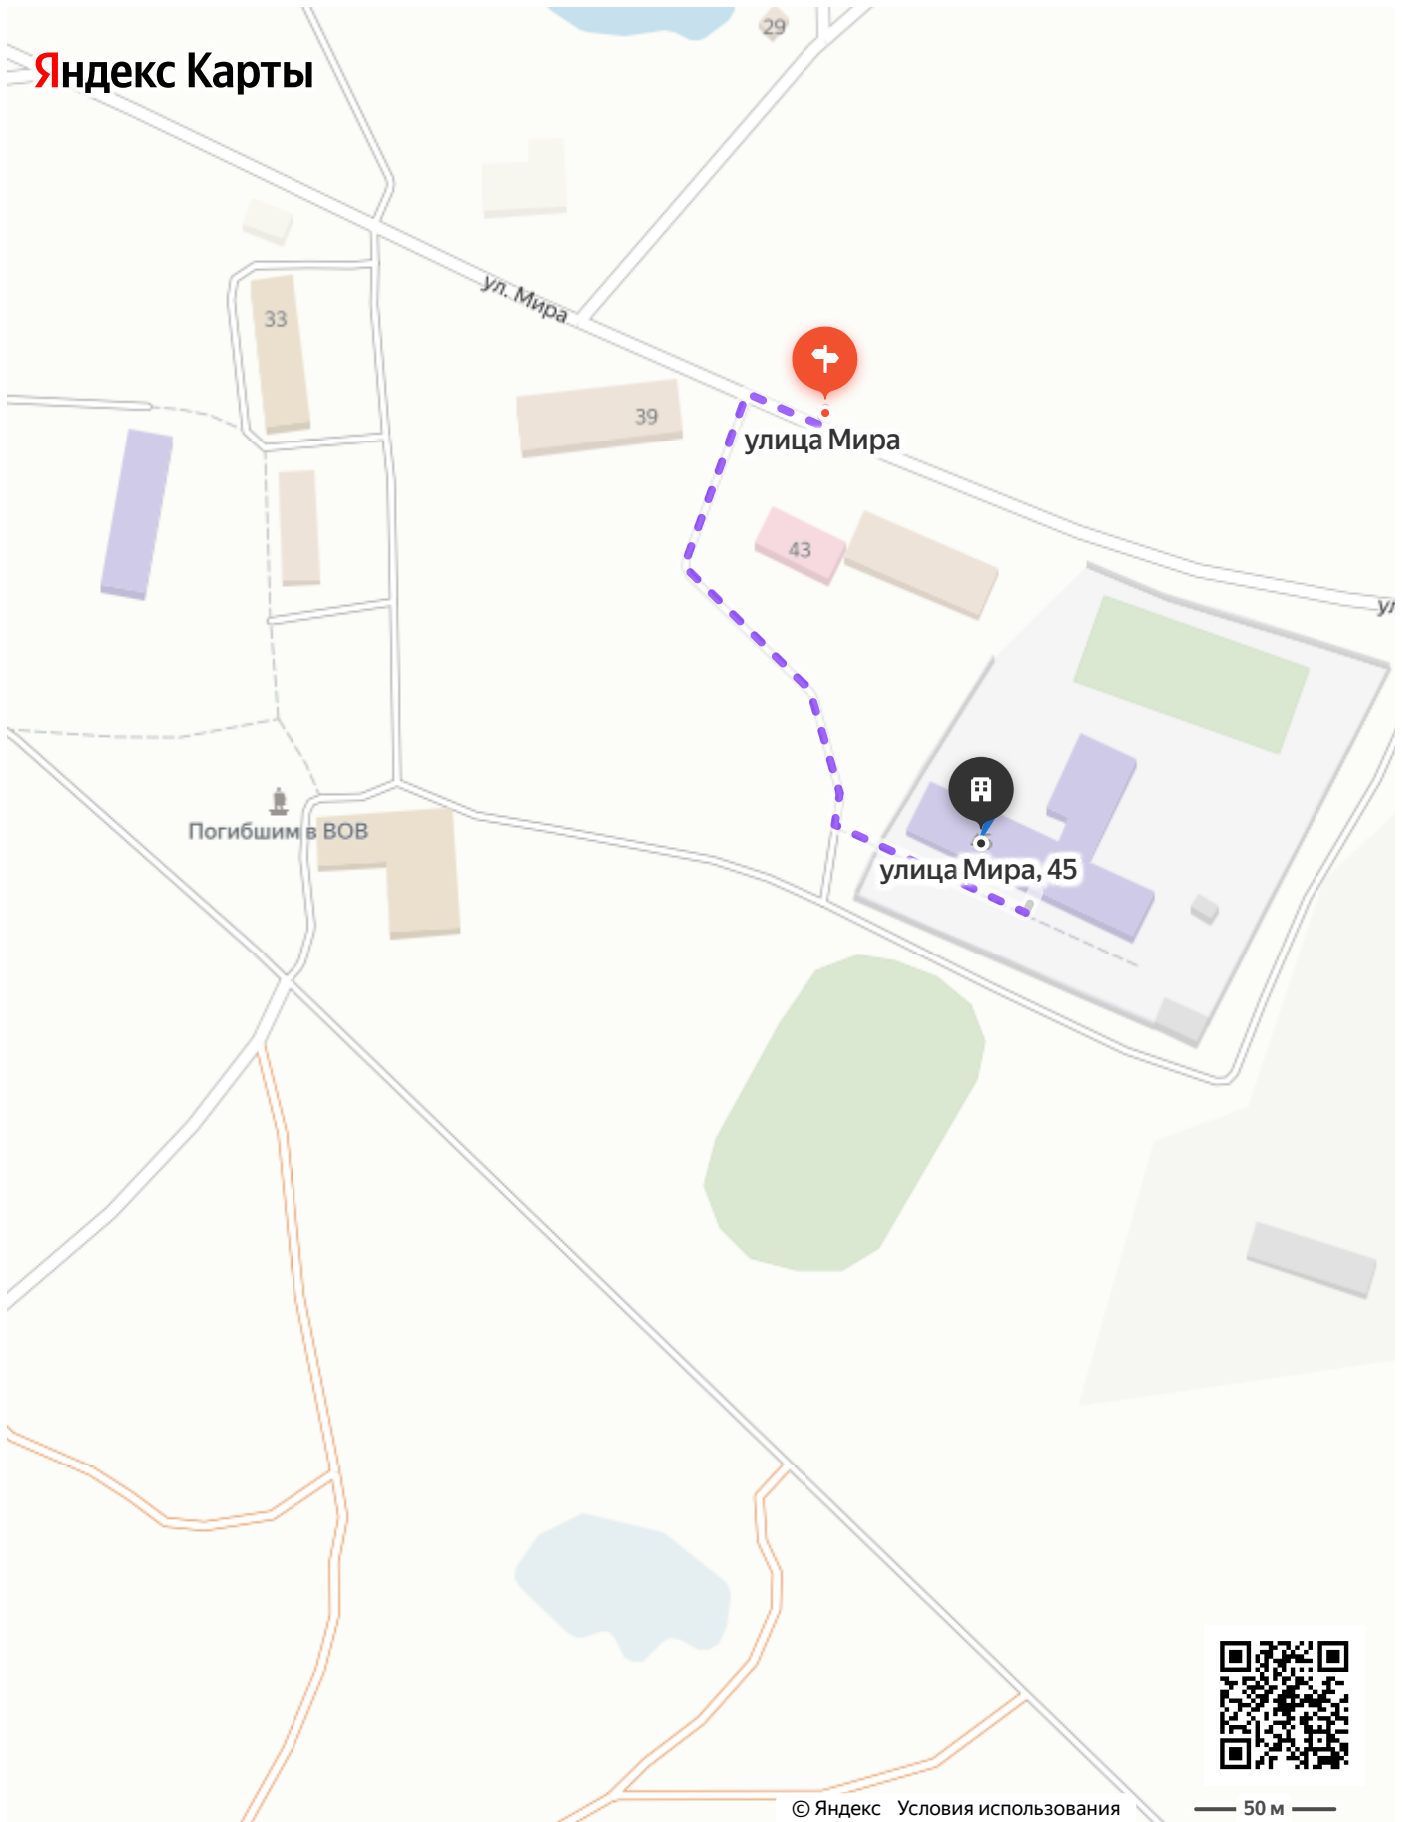 29
Яндекс Карты
ул. Мира
33
39
улица Мира
43
ул
Погибшим в ВОВ
улица Мира, 45
© Яндекс Условия использования
50 м